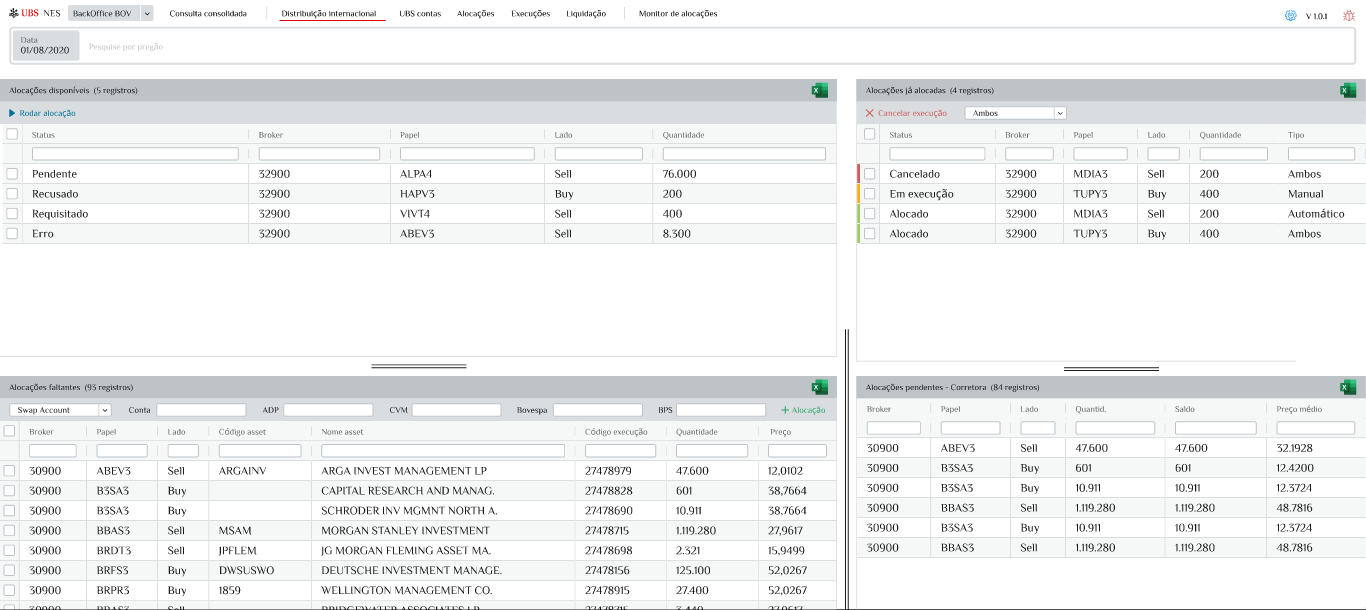 UBS NES BackOffice BOV Consulta consolidada Distribuição internacional UBS contas Alocações Execuções Liquidação Monitor de alocações V 1.0.1
Data
01/08/2020 Pesquise por pregão
Alocações disponíveis (5 registros)
Rodar alocação
Status Broker Papel Lado Quantidade
Pendente 32900 ALPA4 Sell 76.000
Recusado 32900 HAPV3 Buy 200
Requisitado 32900 VIVT4 Sell 400
Erro 32900 ABEV3 Sell 8.300
Alocações já alocadas (4 registros)
Cancelar execução Ambos
Status Broker Papel Lado Quantidade Tipo
Cancelado 32900 MDIA3 Sell 200 Ambos
Em execução 32900 TUPY3 Buy 400 Manual
Alocado 32900 MDIA3 Sell 200 Automático
Alocado 32900 TUPY3 Buy 400 Ambos
Alocações faltantes (93 registros)
Swap Account Conta ADP CVM Bovespa BPS + Alocação
Broker Papel Lado Código asset Nome asset Código execução Quantidade Preço
30900 ABEV3 Sell ARGAINV ARGA INVEST MANAGEMENT LP 27478979 47.600 12,0102
30900 B3SA3 Buy CAPITAL RESEARCH AND MANAG. 27478828 601 38,7664
30900 B3SA3 Buy SCHRODER INV MGMNT NORTH A. 27478690 10.911 38,7664
30900 BBAS3 Sell MSAM MORGAN STANLEY INVESTMENT 27478715 1.119.280 27,9617
30900 BRDT3 Sell JPFLEM JG MORGAN FLEMING ASSET MA. 27478698 2.321 15,9499
30900 BRFS3 Buy DWSUSWO DEUTSCHE INVESTMENT MANAGE. 27478156 125.100 52,0267
30900 BRPR3 Buy 1859 WELLINGTON MANAGEMENT CO. 27478915 27.400 52,0267
Alocações pendentes - Corretora (84 registros)
Broker Papel Lado Quantid. Saldo Preço médio
30900 ABEV3 Sell 47.600 47.600 32.1928
30900 B3SA3 Buy 601 601 12.4200
30900 B3SA3 Buy 10.911 10.911 12.3724
30900 BBAS3 Sell 1.119.280 1.119.280 48.7816
30900 B3SA3 Buy 10.911 10.911 12.3724
30900 BBAS3 Sell 1.119.280 1.119.280 48.7816